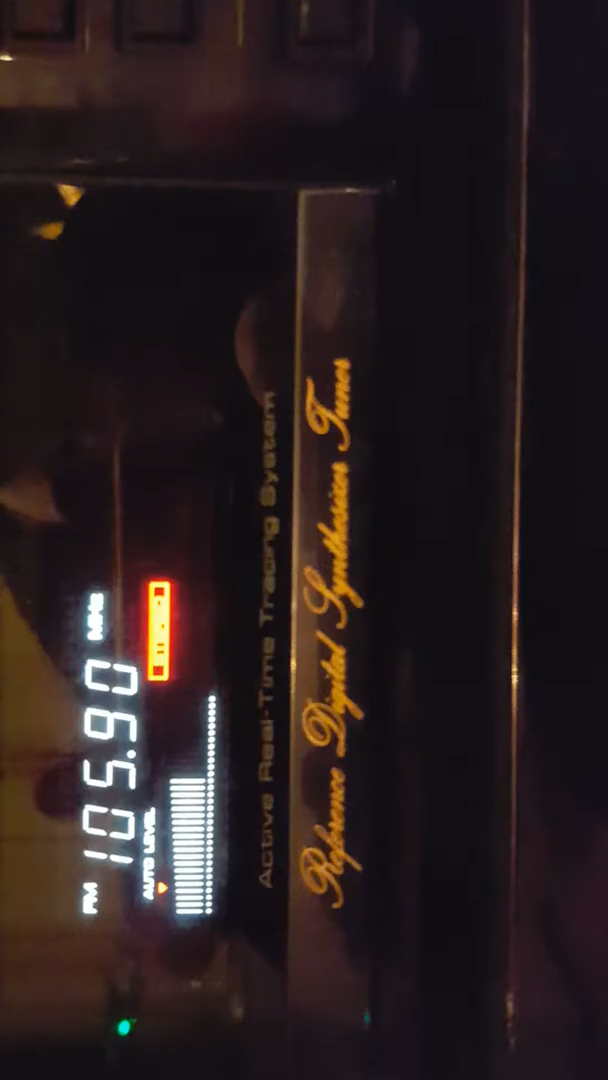 FM 105.90 MHz
AUTO LEVEL
Active Real-Time Tracing System
Reference Digital Synthesizer Tuner